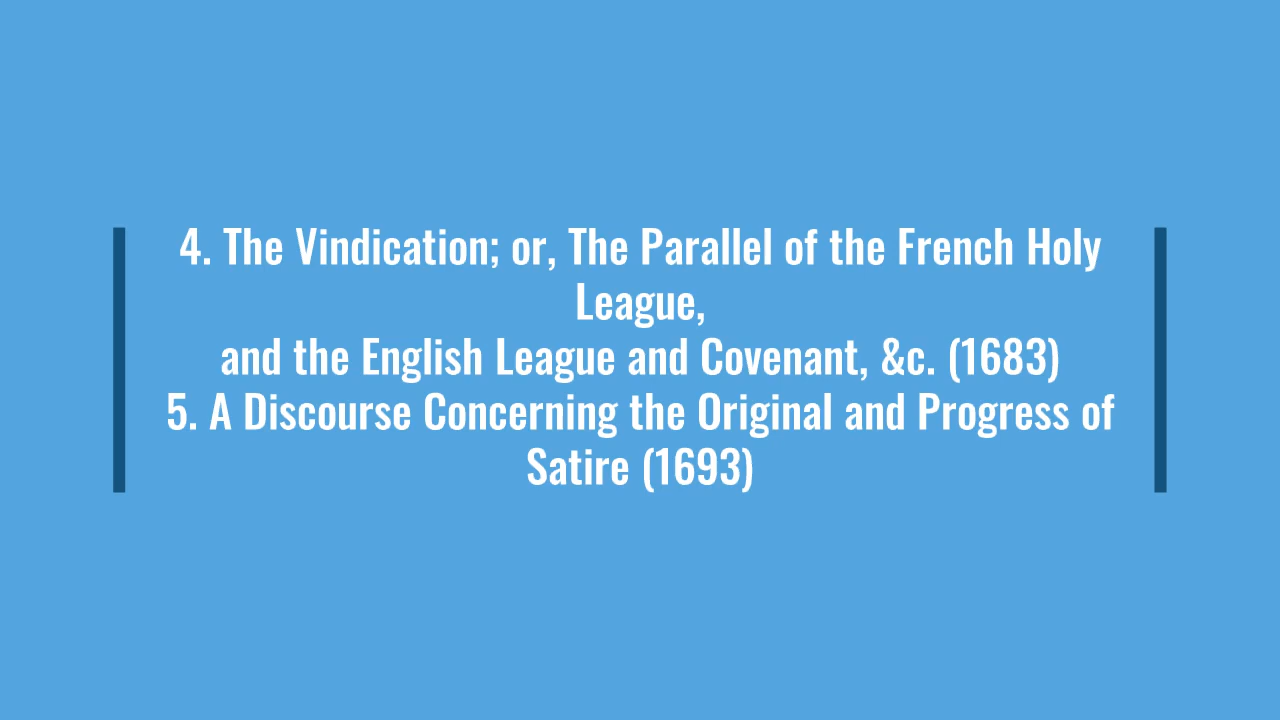 4. The Vindication; or, The Parallel of the French Holy
League,
and the English League and Covenant, &c. (1683)
5. A Discourse Concerning the Original and Progress of
Satire (1693)